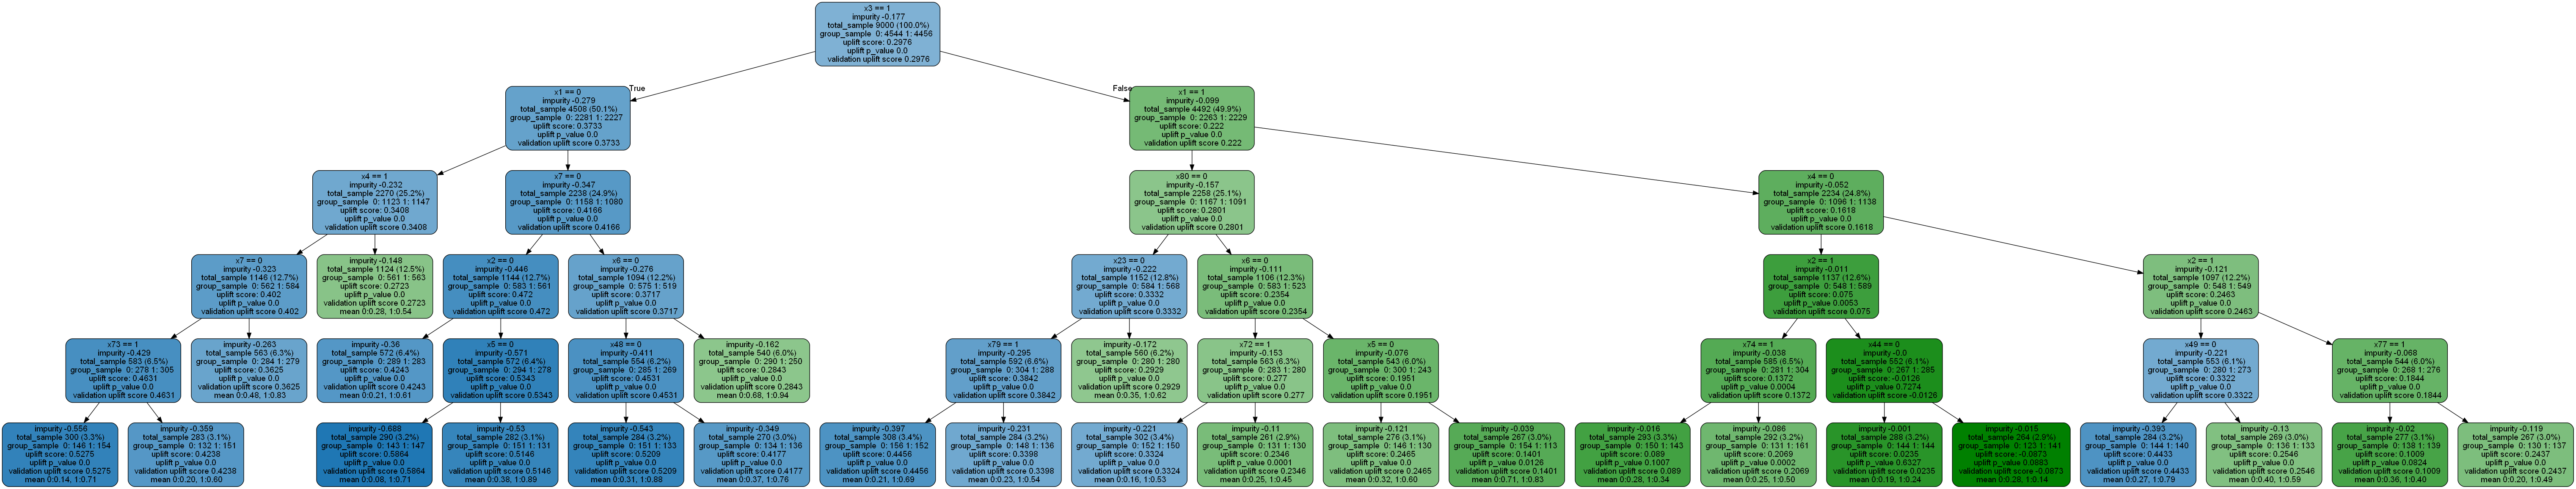 x3 == 1
impurity -0.177
total_sample 9000 (100.0%)
group_sample 0: 4544 1: 4456
uplift score: 0.2976
uplift p_value 0.0
validation uplift score 0.2976
True
False
x1 == 0
impurity -0.279
total_sample 4508 (50.1%)
group_sample 0: 2281 1: 2227
uplift score: 0.3733
uplift p_value 0.0
validation uplift score 0.3733
x1 == 1
impurity -0.099
total_sample 4492 (49.9%)
group_sample 0: 2263 1: 2229
uplift score: 0.222
uplift p_value 0.0
validation uplift score 0.222
x4 == 1
impurity -0.232
total_sample 2270 (25.2%)
group_sample 0: 1123 1: 1147
uplift score: 0.3408
uplift p_value 0.0
validation uplift score 0.3408
x7 == 0
impurity -0.347
total_sample 2238 (24.9%)
group_sample 0: 1158 1: 1080
uplift score: 0.4166
uplift p_value 0.0
validation uplift score 0.4166
x80 == 0
impurity -0.157
total_sample 2258 (25.1%)
group_sample 0: 1167 1: 1091
uplift score: 0.2801
uplift p_value 0.0
validation uplift score 0.2801
x4 == 0
impurity -0.052
total_sample 2234 (24.8%)
group_sample 0: 1096 1: 1138
uplift score: 0.1618
uplift p_value 0.0
validation uplift score 0.1618
x7 == 0
impurity -0.323
total_sample 1146 (12.7%)
group_sample 0: 562 1: 584
uplift score: 0.402
uplift p_value 0.0
validation uplift score 0.402
impurity -0.148
total_sample 1124 (12.5%)
group_sample 0: 561 1: 563
uplift score: 0.2723
uplift p_value 0.0
validation uplift score 0.2723
mean 0:0.28, 1:0.54
x2 == 0
impurity -0.446
total_sample 1144 (12.7%)
group_sample 0: 583 1: 561
uplift score: 0.472
uplift p_value 0.0
validation uplift score 0.472
x6 == 0
impurity -0.276
total_sample 1094 (12.2%)
group_sample 0: 575 1: 519
uplift score: 0.3717
uplift p_value 0.0
validation uplift score 0.3717
x23 == 0
impurity -0.222
total_sample 1152 (12.8%)
group_sample 0: 584 1: 568
uplift score: 0.3332
uplift p_value 0.0
validation uplift score 0.3332
x6 == 0
impurity -0.111
total_sample 1106 (12.3%)
group_sample 0: 583 1: 523
uplift score: 0.2354
uplift p_value 0.0
validation uplift score 0.2354
x2 == 1
impurity -0.011
total_sample 1137 (12.6%)
group_sample 0: 548 1: 589
uplift score: 0.075
uplift p_value 0.0053
validation uplift score 0.075
x2 == 1
impurity -0.121
total_sample 1097 (12.2%)
group_sample 0: 548 1: 549
uplift score: 0.2463
uplift p_value 0.0
validation uplift score 0.2463
x73 == 1
impurity -0.429
total_sample 583 (6.5%)
group_sample 0: 278 1: 305
uplift score: 0.4631
uplift p_value 0.0
validation uplift score 0.4631
impurity -0.263
total_sample 563 (6.3%)
group_sample 0: 284 1: 279
uplift score: 0.3625
uplift p_value 0.0
validation uplift score 0.3625
mean 0:0.48, 1:0.83
impurity -0.36
total_sample 572 (6.4%)
group_sample 0: 289 1: 283
uplift score: 0.4243
uplift p_value 0.0
validation uplift score 0.4243
mean 0:0.21, 1:0.61
x5 == 0
impurity -0.571
total_sample 572 (6.4%)
group_sample 0: 294 1: 278
uplift score: 0.5343
uplift p_value 0.0
validation uplift score 0.5343
x48 == 0
impurity -0.411
total_sample 554 (6.2%)
group_sample 0: 285 1: 269
uplift score: 0.4531
uplift p_value 0.0
validation uplift score 0.4531
impurity -0.162
total_sample 540 (6.0%)
group_sample 0: 290 1: 250
uplift score: 0.2843
uplift p_value 0.0
validation uplift score 0.2843
mean 0:0.68, 1:0.94
x79 == 1
impurity -0.295
total_sample 592 (6.6%)
group_sample 0: 304 1: 288
uplift score: 0.3842
uplift p_value 0.0
validation uplift score 0.3842
impurity -0.172
total_sample 560 (6.2%)
group_sample 0: 280 1: 280
uplift score: 0.2929
uplift p_value 0.0
validation uplift score 0.2929
mean 0:0.35, 1:0.62
x72 == 1
impurity -0.153
total_sample 563 (6.3%)
group_sample 0: 283 1: 280
uplift score: 0.277
uplift p_value 0.0
validation uplift score 0.277
x5 == 0
impurity -0.076
total_sample 543 (6.0%)
group_sample 0: 300 1: 243
uplift score: 0.1951
uplift p_value 0.0
validation uplift score 0.1951
x74 == 1
impurity -0.038
total_sample 585 (6.5%)
group_sample 0: 281 1: 304
uplift score: 0.1372
uplift p_value 0.0004
validation uplift score 0.1372
x44 == 0
impurity -0.0
total_sample 552 (6.1%)
group_sample 0: 267 1: 285
uplift score: -0.0126
uplift p_value 0.7274
validation uplift score -0.0126
x49 == 0
impurity -0.221
total_sample 553 (6.1%)
group_sample 0: 280 1: 273
uplift score: 0.3322
uplift p_value 0.0
validation uplift score 0.3322
x77 == 1
impurity -0.068
total_sample 544 (6.0%)
group_sample 0: 268 1: 276
uplift score: 0.1844
uplift p_value 0.0
validation uplift score 0.1844
impurity -0.556
total_sample 300 (3.3%)
group_sample 0: 146 1: 154
uplift score: 0.5275
uplift p_value 0.0
validation uplift score 0.5275
mean 0:0.14, 1:0.71
impurity -0.359
total_sample 283 (3.1%)
group_sample 0: 132 1: 151
uplift score: 0.4238
uplift p_value 0.0
validation uplift score 0.4238
mean 0:0.20, 1:0.60
impurity -0.688
total_sample 290 (3.2%)
group_sample 0: 143 1: 147
uplift score: 0.5864
uplift p_value 0.0
validation uplift score 0.5864
mean 0:0.08, 1:0.71
impurity -0.53
total_sample 282 (3.1%)
group_sample 0: 151 1: 131
uplift score: 0.5146
uplift p_value 0.0
validation uplift score 0.5146
mean 0:0.38, 1:0.89
impurity -0.543
total_sample 284 (3.2%)
group_sample 0: 151 1: 133
uplift score: 0.5209
uplift p_value 0.0
validation uplift score 0.5209
mean 0:0.31, 1:0.88
impurity -0.349
total_sample 270 (3.0%)
group_sample 0: 134 1: 136
uplift score: 0.4177
uplift p_value 0.0
validation uplift score 0.4177
mean 0:0.37, 1:0.76
impurity -0.397
total_sample 308 (3.4%)
group_sample 0: 156 1: 152
uplift score: 0.4456
uplift p_value 0.0
validation uplift score 0.4456
mean 0:0.21, 1:0.69
impurity -0.231
total_sample 284 (3.2%)
group_sample 0: 148 1: 136
uplift score: 0.3398
uplift p_value 0.0
validation uplift score 0.3398
mean 0:0.23, 1:0.54
impurity -0.221
total_sample 302 (3.4%)
group_sample 0: 152 1: 150
uplift score: 0.3324
uplift p_value 0.0
validation uplift score 0.3324
mean 0:0.16, 1:0.53
impurity -0.11
total_sample 261 (2.9%)
group_sample 0: 131 1: 130
uplift score: 0.2346
uplift p_value 0.0001
validation uplift score 0.2346
mean 0:0.25, 1:0.45
impurity -0.121
total_sample 276 (3.1%)
group_sample 0: 146 1: 130
uplift score: 0.2465
uplift p_value 0.0
validation uplift score 0.2465
mean 0:0.32, 1:0.60
impurity -0.039
total_sample 267 (3.0%)
group_sample 0: 154 1: 113
uplift score: 0.1401
uplift p_value 0.0126
validation uplift score 0.1401
mean 0:0.71, 1:0.83
impurity -0.016
total_sample 293 (3.3%)
group_sample 0: 150 1: 143
uplift score: 0.089
uplift p_value 0.1007
validation uplift score 0.089
mean 0:0.28, 1:0.34
impurity -0.086
total_sample 292 (3.2%)
group_sample 0: 131 1: 161
uplift score: 0.2069
uplift p_value 0.0002
validation uplift score 0.2069
mean 0:0.25, 1:0.50
impurity -0.001
total_sample 288 (3.2%)
group_sample 0: 144 1: 144
uplift score: 0.0235
uplift p_value 0.6327
validation uplift score 0.0235
mean 0:0.19, 1:0.24
impurity -0.015
total_sample 264 (2.9%)
group_sample 0: 123 1: 141
uplift score: -0.0873
uplift p_value 0.0883
validation uplift score -0.0873
mean 0:0.28, 1:0.14
impurity -0.393
total_sample 284 (3.2%)
group_sample 0: 144 1: 140
uplift score: 0.4433
uplift p_value 0.0
validation uplift score 0.4433
mean 0:0.27, 1:0.79
impurity -0.13
total_sample 269 (3.0%)
group_sample 0: 136 1: 133
uplift score: 0.2546
uplift p_value 0.0
validation uplift score 0.2546
mean 0:0.40, 1:0.59
impurity -0.02
total_sample 277 (3.1%)
group_sample 0: 138 1: 139
uplift score: 0.1009
uplift p_value 0.0824
validation uplift score 0.1009
mean 0:0.36, 1:0.40
impurity -0.119
total_sample 267 (3.0%)
group_sample 0: 130 1: 137
uplift score: 0.2437
uplift p_value 0.0
validation uplift score 0.2437
mean 0:0.20, 1:0.49